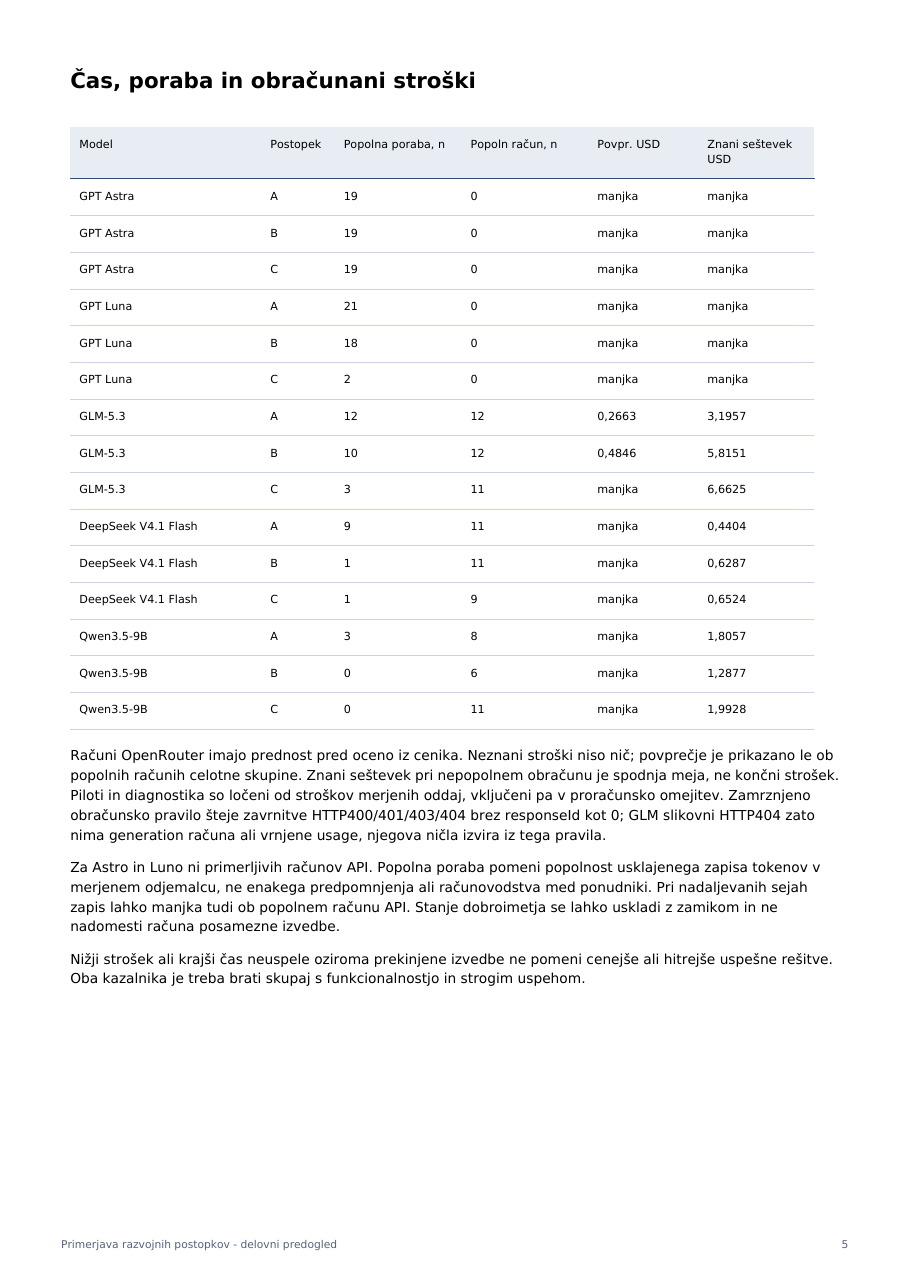 Čas, poraba in obračunani stroški
Model Postopek Popolna poraba, n Popoln račun, n Povpr. USD Znani seštevek USD
GPT Astra A 19 0 manjka manjka
GPT Astra B 19 0 manjka manjka
GPT Astra C 19 0 manjka manjka
GPT Luna A 21 0 manjka manjka
GPT Luna B 18 0 manjka manjka
GPT Luna C 2 0 manjka manjka
GLM-5.3 A 12 12 0,2663 3,1957
GLM-5.3 B 10 12 0,4846 5,8151
GLM-5.3 C 3 11 manjka 6,6625
DeepSeek V4.1 Flash A 9 11 manjka 0,4404
DeepSeek V4.1 Flash B 1 11 manjka 0,6287
DeepSeek V4.1 Flash C 1 9 manjka 0,6524
Qwen3.5-9B A 3 8 manjka 1,8057
Qwen3.5-9B B 0 6 manjka 1,2877
Qwen3.5-9B C 0 11 manjka 1,9928
Računi OpenRouter imajo prednost pred oceno iz cenika. Neznani stroški niso nič; povprečje je prikazano le ob
popolnih računih celotne skupine. Znani seštevek pri nepopolnem obračunu je spodnja meja, ne končni strošek.
Piloti in diagnostika so ločeni od stroškov merjenih oddaj, vključeni pa v proračunsko omejitev. Zamrznjeno
obračunsko pravilo šteje zavrnitve HTTP400/401/403/404 brez responseId kot 0; GLM slikovni HTTP404 zato
nima generation računa ali vrnjene usage, njegova ničla izvira iz tega pravila.
Za Astro in Luno ni primerljivih računov API. Popolna poraba pomeni popolnost usklajenega zapisa tokenov v
merjenem odjemalcu, ne enakega predpomnjenja ali računovodstva med ponudniki. Pri nadaljevanih sejah
zapis lahko manjka tudi ob popolnem računu API. Stanje dobroimetja se lahko uskladi z zamikom in ne
nadomesti računa posamezne izvedbe.
Nižji strošek ali krajši čas neuspele oziroma prekinjene izvedbe ne pomeni cenejše ali hitrejše uspešne rešitve.
Oba kazalnika je treba brati skupaj s funkcionalnostjo in strogim uspehom.
Primerjava razvojnih postopkov - delovni predogled 5